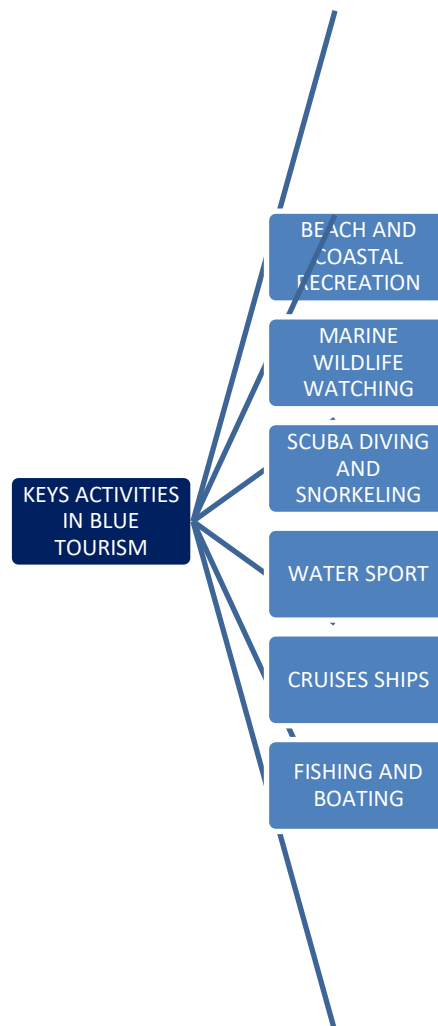 KEYS ACTIVITIES
IN BLUE
TOURISM
BEACH AND
COASTAL
RECREATION
MARINE
WILDLIFE
WATCHING
SCUBA DIVING
AND
SNORKELING
WATER SPORT
CRUISES SHIPS
FISHING AND
BOATING